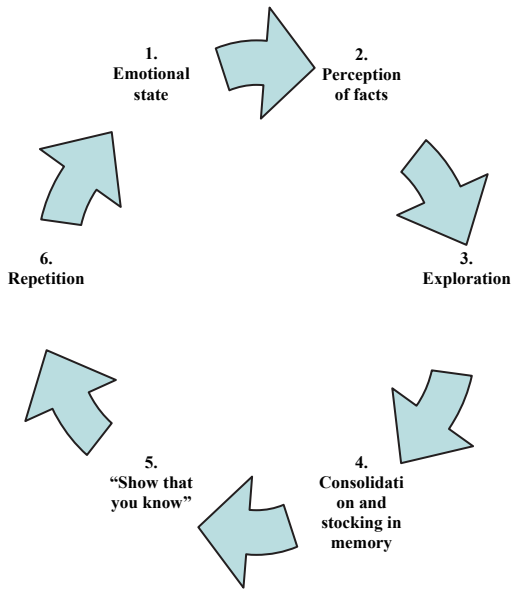 1.
Emotional
state
2.
Perception
of facts
3.
Exploration
4.
Consolidati
on and
stocking in
memory
5.
“Show that
you know”
6.
Repetition